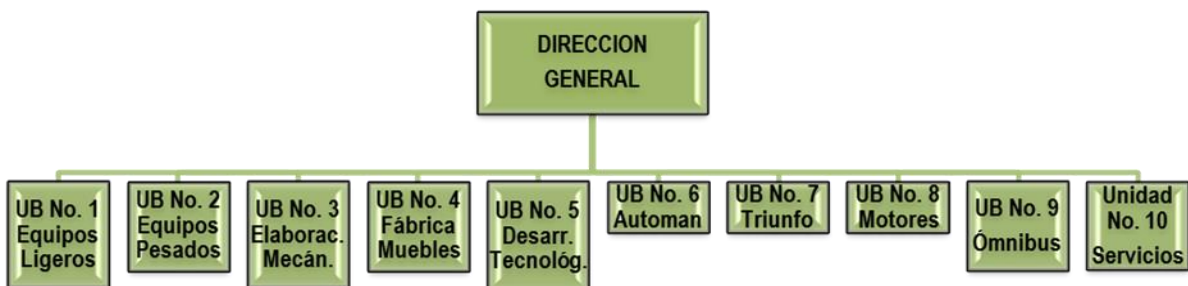 DIRECCION
GENERAL
UB No. 1
Equipos
Ligeros
UB No. 2
Equipos
Pesados
UB No. 3
Elaborac.
Mecán.
UB No. 4
Fábrica
Muebles
UB No. 5
Desarr.
Tecnológ.
UB No. 6
Automan
UB No. 7
Triunfo
UB No. 8
Motores
UB No. 9
Ómnibus
Unidad
No. 10
Servicios